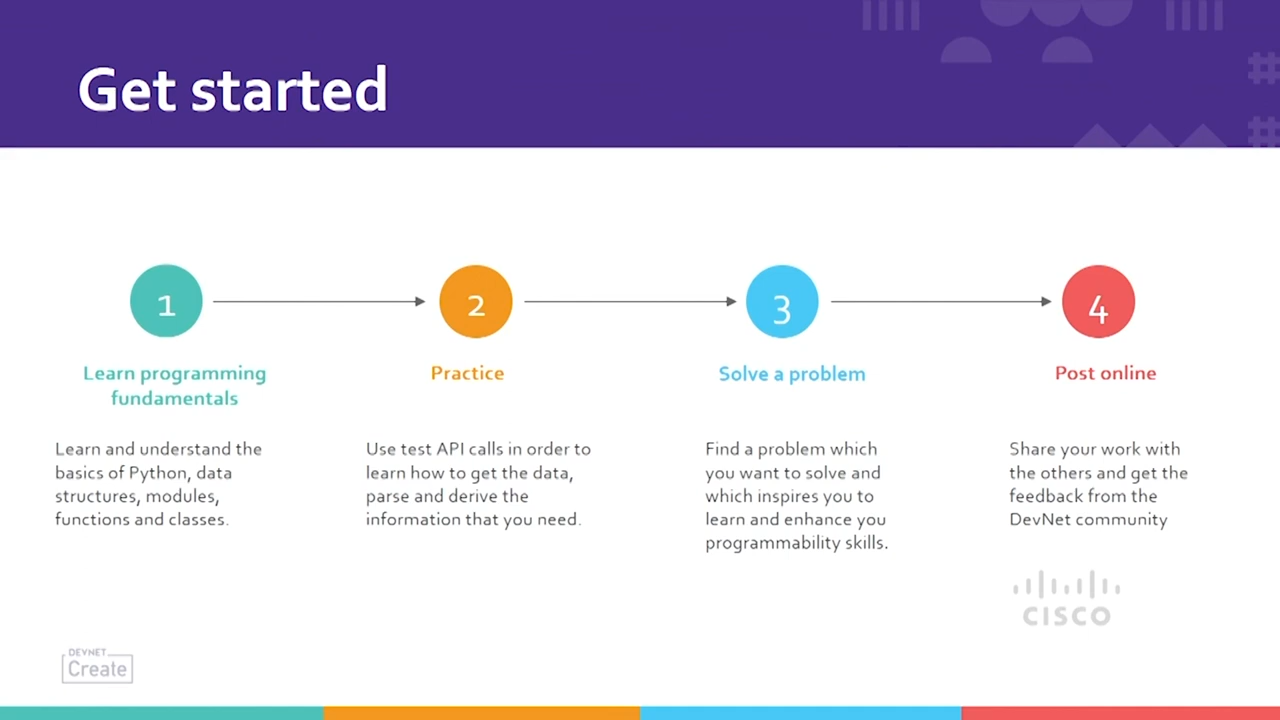 Get started
1
2
3
4
Learn programming
fundamentals
Practice
Solve a problem
Post online
Learn and understand the
basics of Python, data
structures, modules,
functions and classes.
Use test API calls in order to
learn how to get the data,
parse and derive the
information that you need.
Find a problem which
you want to solve and
which inspires you to
learn and enhance you
programmability skills.
Share your work with
the others and get the
feedback from the
DevNet community
CISCO
DEVNET
Create